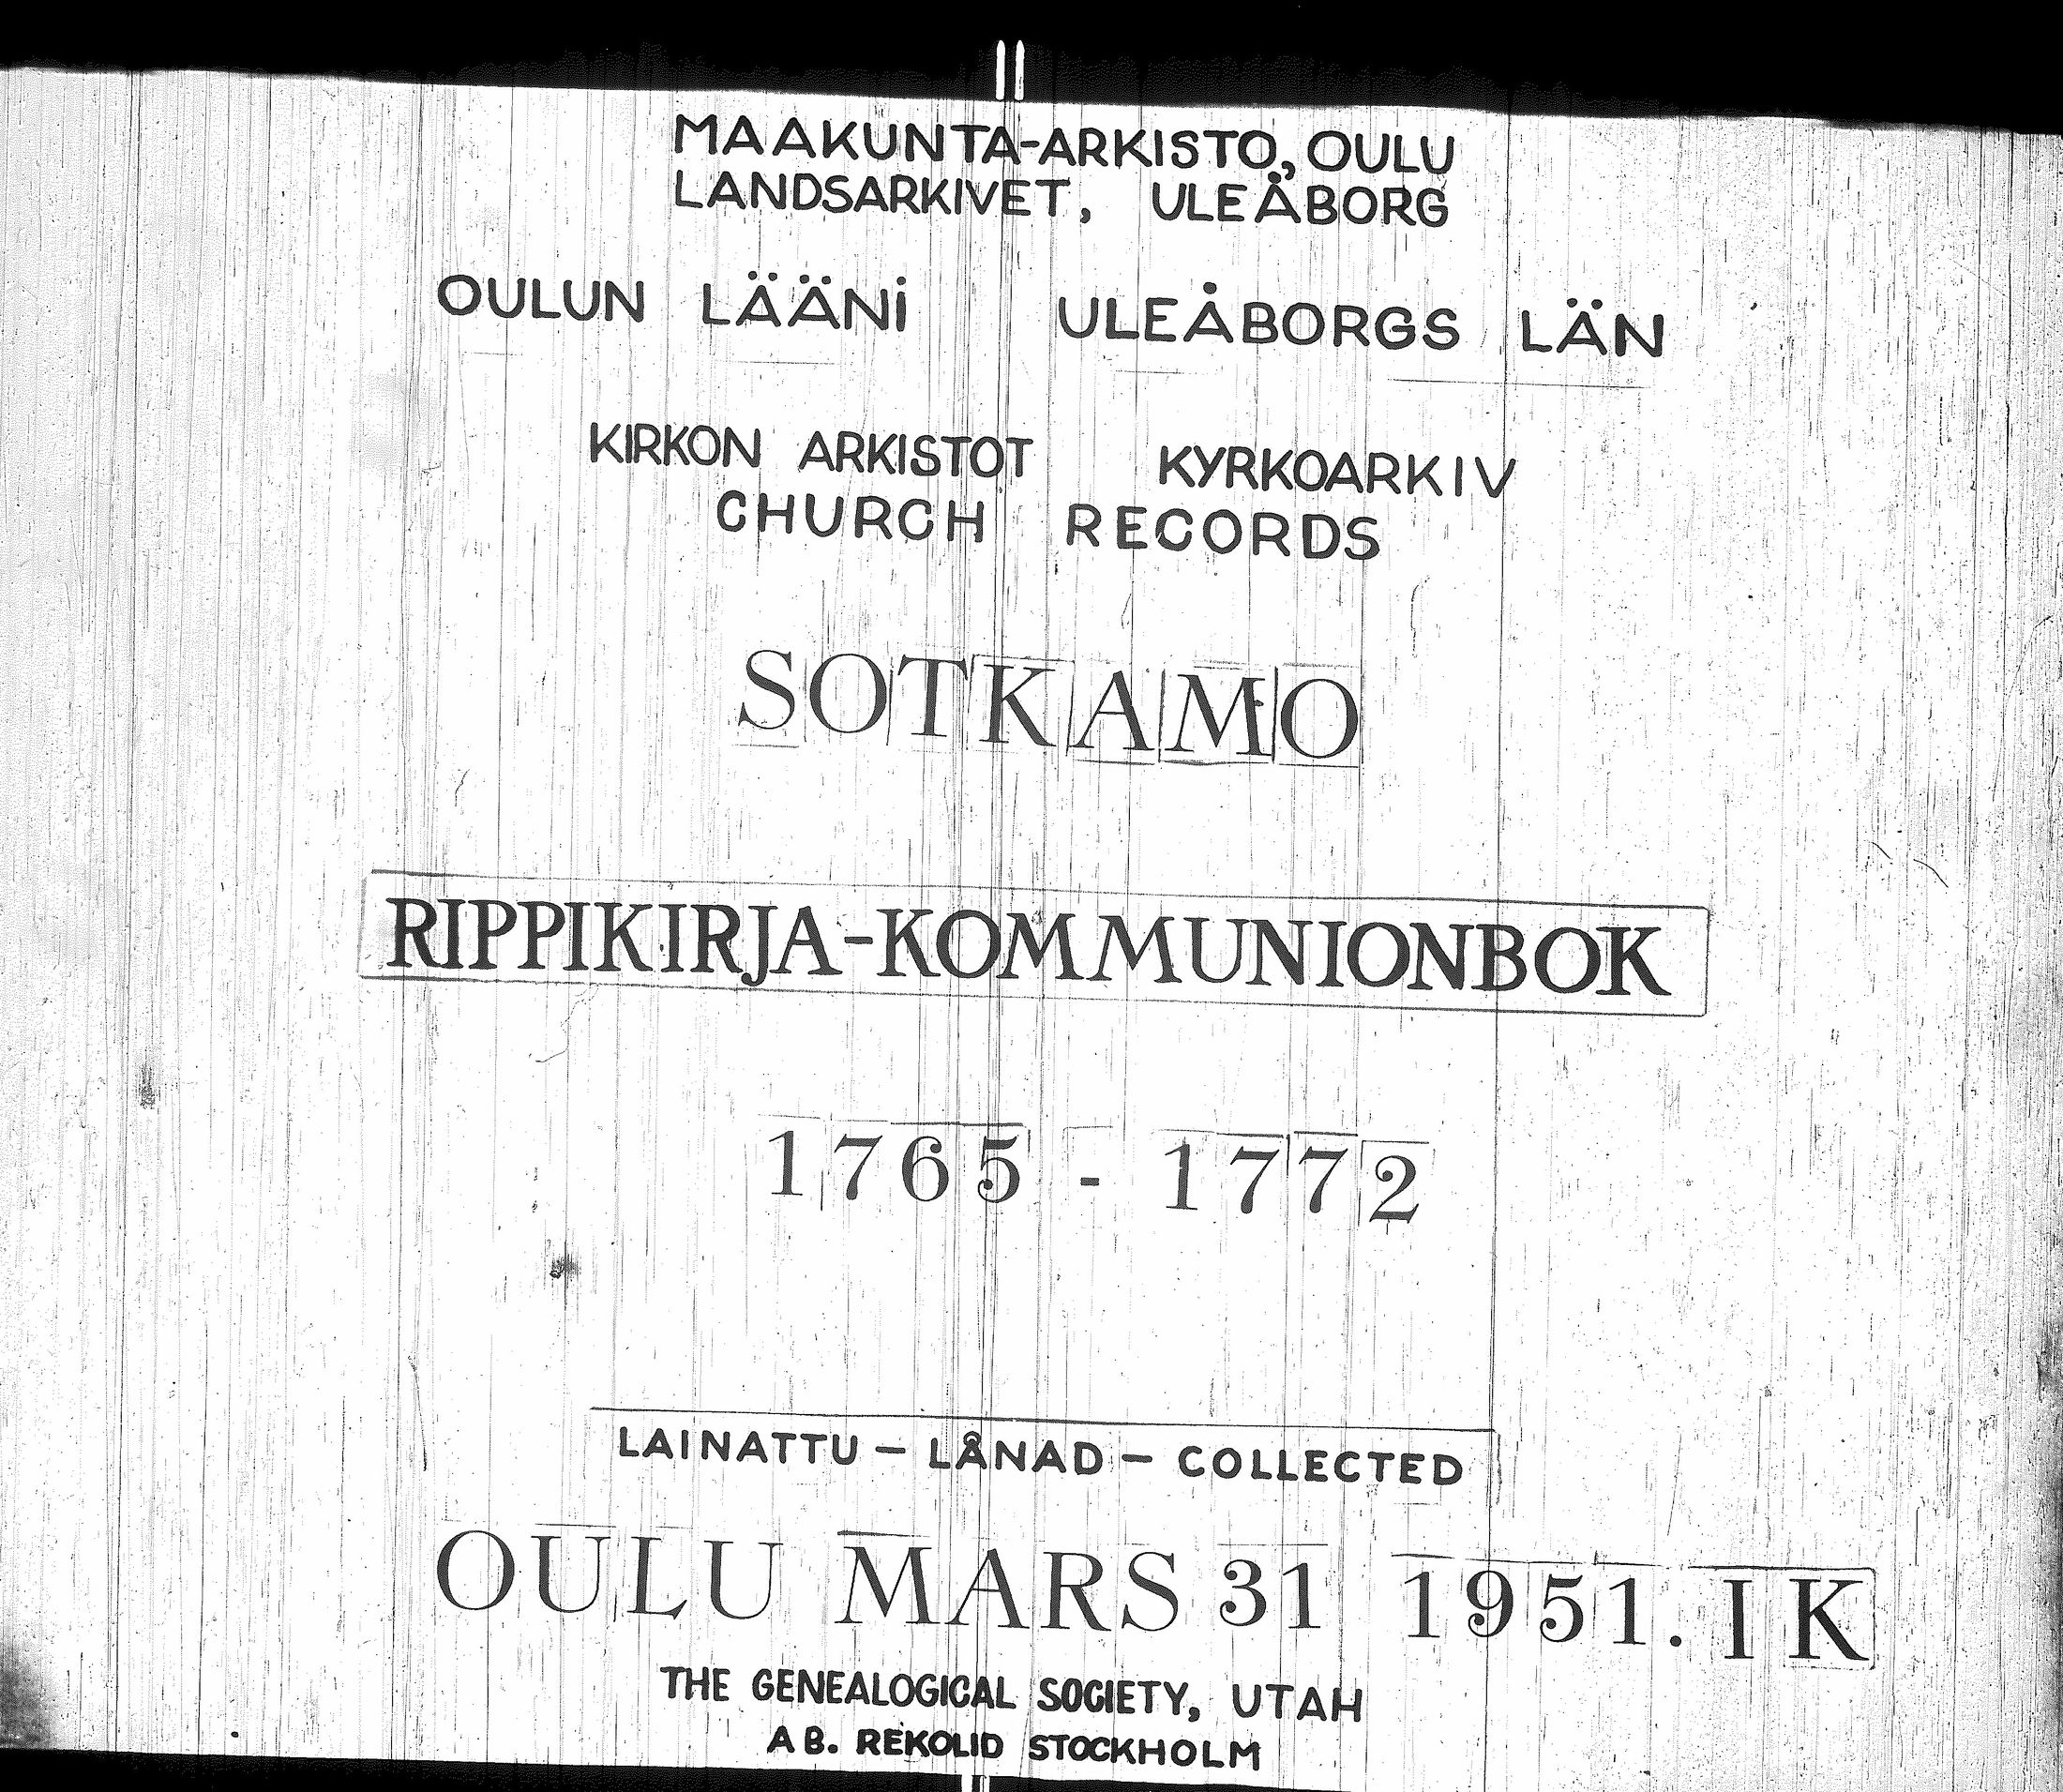 MAAKUNTA-ARKISTO, OULU
LANDSARKIVET, ULEÅBORG
OULUN LÄÄNi ULEÅBORGS LÄN
KIRKON ARKISTOT KYRKOARKIV
CHURCH RECORDS
SOTKAMO
RIPPIKIRJA-KOMMUNIONBOK
1765 - 1772
LAINATTU - LÅNAD - COLLECTED
OULU MARS 31 1951. IK
THE GENEALOGICAL SOCIETY, UTAH
AB. REKOLID STOCKHOLM